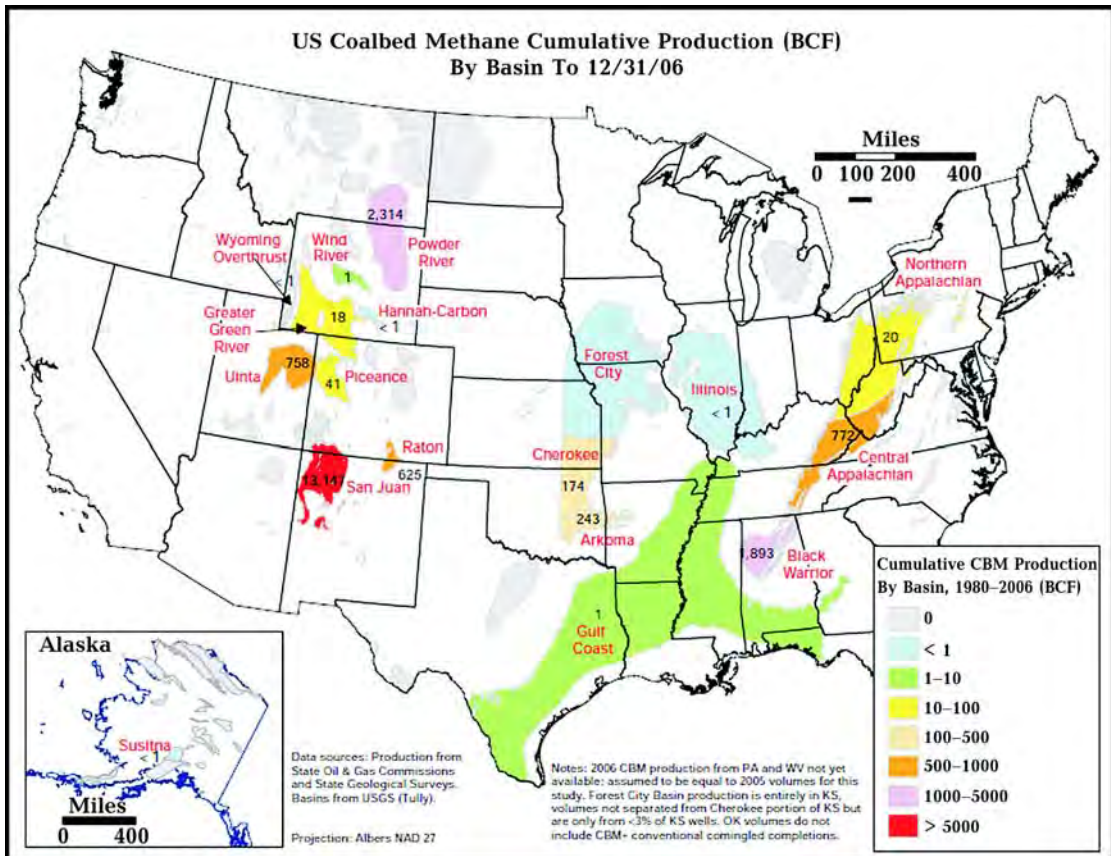 US Coalbed Methane Cumulative Production (BCF)
By Basin To 12/31/06
Miles
0 100 200 400
2,314
Wyoming
Overthrust
< 1
Wind
River
1
Powder
River
Northern
Appalachian
Greater
Green
River
18
Hannah-Carbon
< 1
20
Forest
City
Uinta
758
41
Piceance
Illinois
< 1
Raton
625
Cherokee
772
Central
Appalachian
13,147
San Juan
174
243
Arkoma
1,893
Black
Warrior
1
Gulf
Coast
Alaska
Susitna
< 1
Miles
0 400
Data sources: Production from
State Oil & Gas Commissions
and State Geological Surveys.
Basins from USGS (Tully).
Projection: Albers NAD 27
Notes: 2006 CBM production from PA and WV not yet
available; assumed to be equal to 2005 volumes for this
study. Forest City Basin production is entirely in KS,
volumes not separated from Cherokee portion of KS but
are only from <3% of KS wells. OK volumes do not
include CBM+ conventional comingled completions.
Cumulative CBM Production
By Basin, 1980–2006 (BCF)
0
< 1
1–10
10–100
100–500
500–1000
1000–5000
> 5000